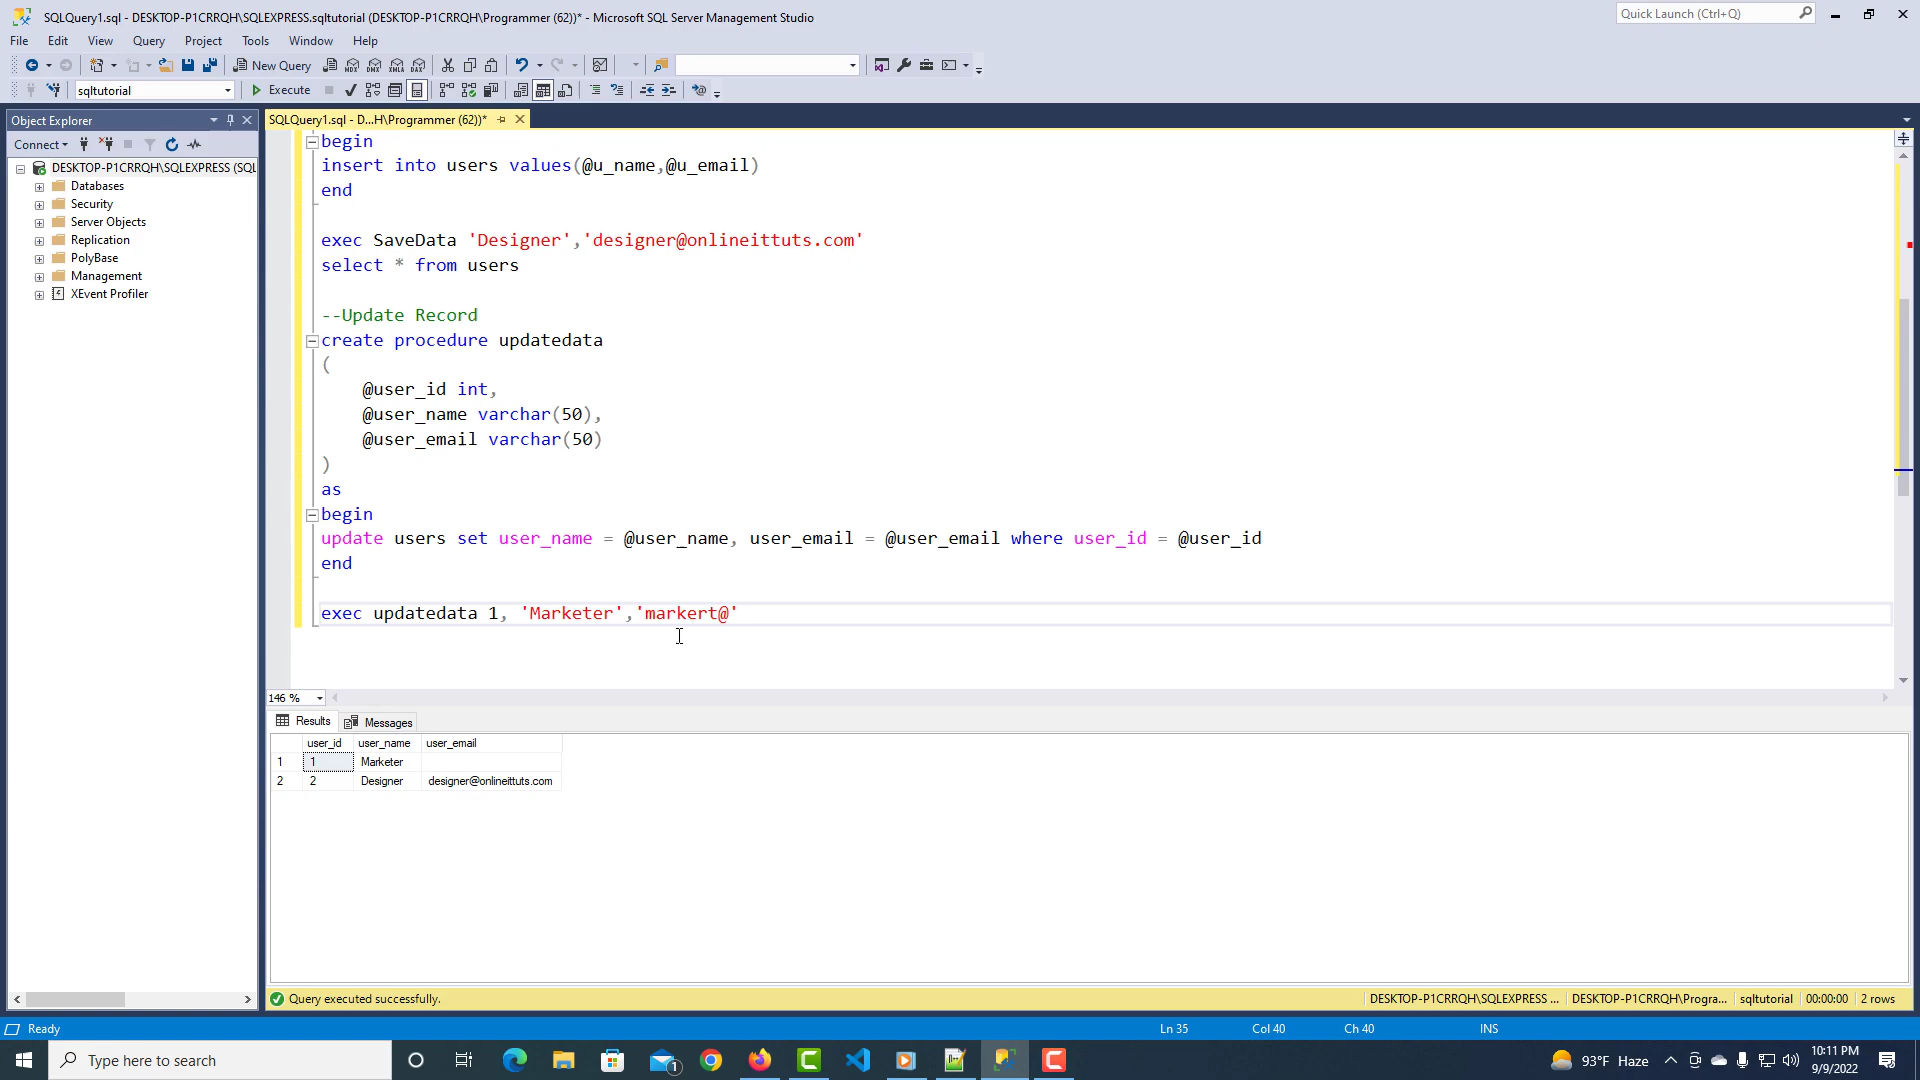 SQLQuery1.sql - DESKTOP-P1CRRQH\SQLEXPRESS.sqltutorial (DESKTOP-P1CRRQH\Programmer (62))* - Microsoft SQL Server Management Studio
Quick Launch (Ctrl+Q)
File Edit View Query Project Tools Window Help
New Query
MDX DMX XMLA DAX
sqltutorial
Execute
Object Explorer
SQLQuery1.sql - D...H\Programmer (62))*
Connect
DESKTOP-P1CRRQH\SQLEXPRESS (SQL
Databases
Security
Server Objects
Replication
PolyBase
Management
XEvent Profiler
begin
insert into users values(@u_name,@u_email)
end
exec SaveData 'Designer','designer@onlineittuts.com'
select * from users
--Update Record
create procedure updatedata
(
@user_id int,
@user_name varchar(50),
@user_email varchar(50)
)
as
begin
update users set user_name = @user_name, user_email = @user_email where user_id = @user_id
end
exec updatedata 1, 'Marketer','markert@'
146 %
Results Messages
user_id user_name user_email
1 1 Marketer
2 2 Designer designer@onlineittuts.com
Query executed successfully.
DESKTOP-P1CRRQH\SQLEXPRESS ... DESKTOP-P1CRRQH\Progra... sqltutorial 00:00:00 2 rows
Ready
Ln 35 Col 40 Ch 40 INS
Type here to search
1
93°F Haze
10:11 PM
9/9/2022